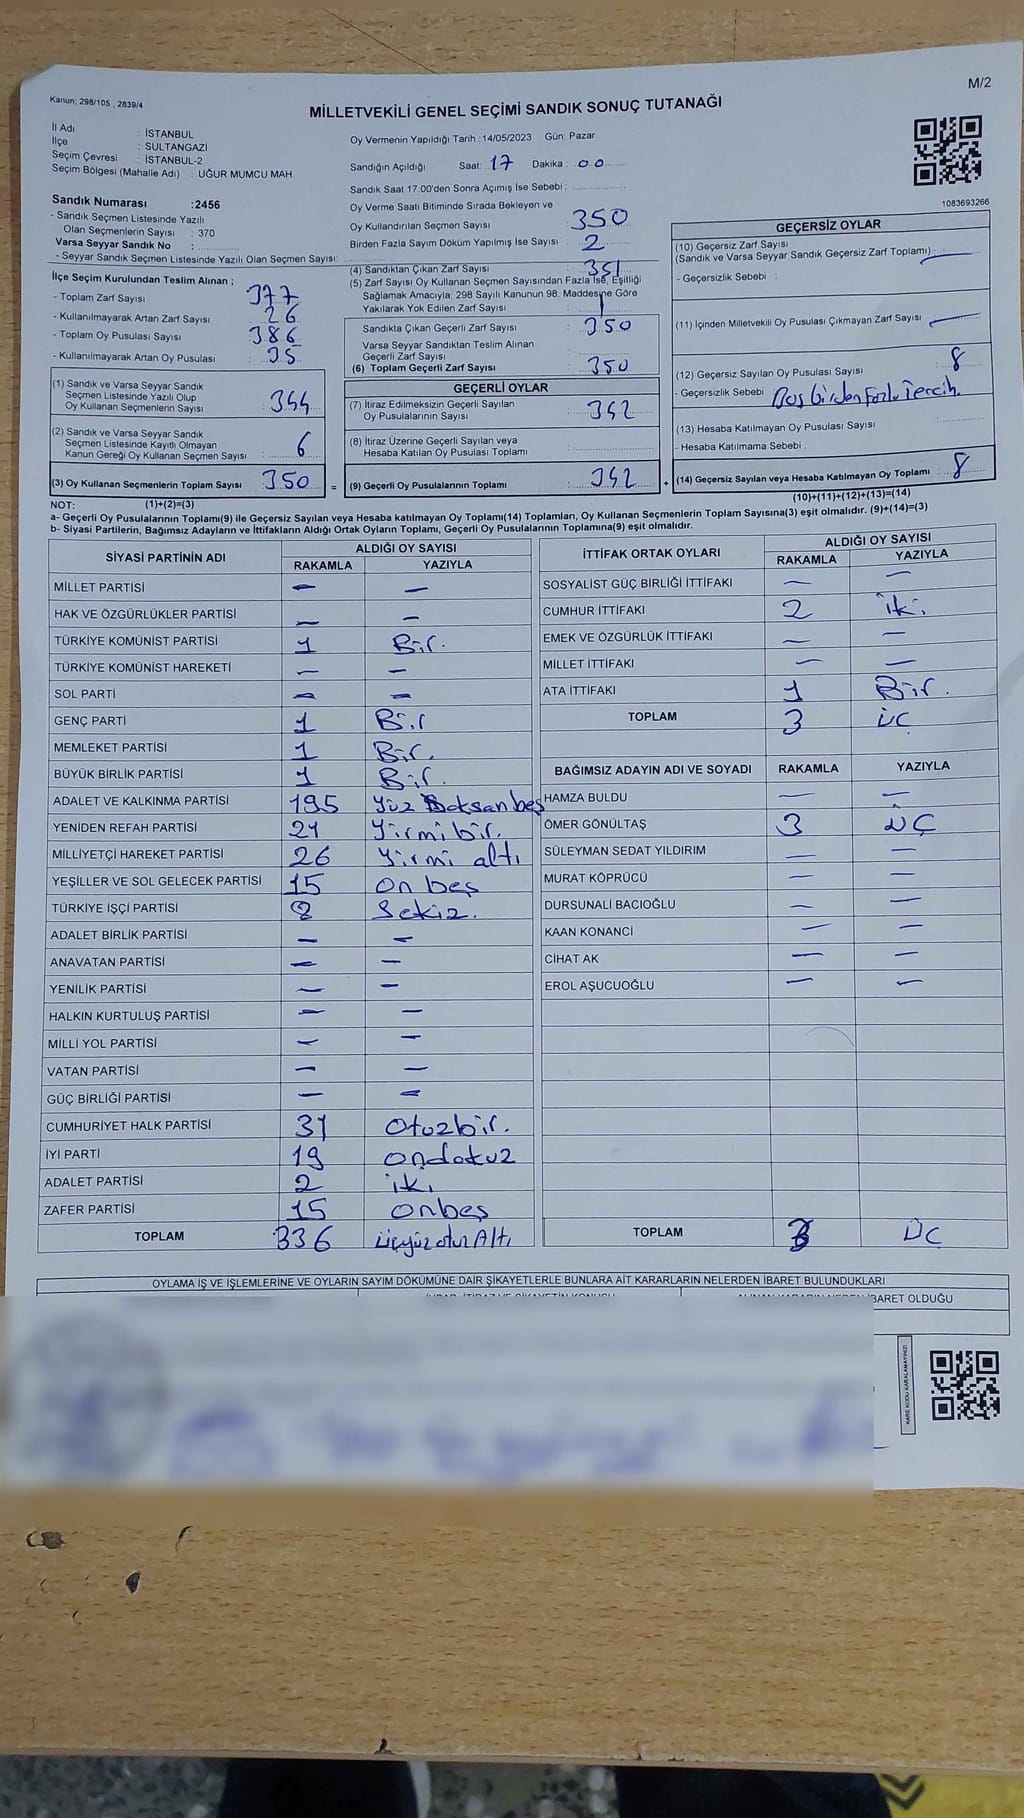 M/2
Kanun; 298/105 , 2839/4
MİLLETVEKİLİ GENEL SEÇİMİ SANDIK SONUÇ TUTANAĞI
İl Adı : İSTANBUL
İlçe : SULTANGAZİ
Seçim Çevresi : İSTANBUL-2
Seçim Bölgesi (Mahalle Adı) : UĞUR MUMCU MAH.
Oy Vermenin Yapıldığı Tarih :14/05/2023 Gün: Pazar
Sandığın Açıldığı Saat: 17 Dakika : 00
Sandık Saat 17:00'den Sonra Açımış İse Sebebi :
1083693266
Sandık Numarası :2456
- Sandık Seçmen Listesinde Yazılı
Olan Seçmenlerin Sayısı : 370
Varsa Seyyar Sandık No :
- Seyyar Sandık Seçmen Listesinde Yazılı Olan Seçmen Sayısı:
Oy Verme Saati Bitiminde Sırada Bekleyen ve
Oy Kullandırılan Seçmen Sayısı 350
Birden Fazla Sayım Döküm Yapılmış İse Sayısı : 2
İlçe Seçim Kurulundan Teslim Alınan ;
- Toplam Zarf Sayısı 377
- Kullanılmayarak Artan Zarf Sayısı : 26
- Toplam Oy Pusulası Sayısı : 386
- Kullanılmayarak Artan Oy Pusulası : 35
(4) Sandıktan Çıkan Zarf Sayısı : 351
(5) Zarf Sayısı Oy Kullanan Seçmen Sayısından Fazla İse, Eşitliği
Sağlamak Amacıyla; 298 Sayılı Kanunun 98. Maddesine Göre
Yakılarak Yok Edilen Zarf Sayısı : 1
Sandıkta Çıkan Geçerli Zarf Sayısı : 350
Varsa Seyyar Sandıktan Teslim Alınan
Geçerli Zarf Sayısı
(6) Toplam Geçerli Zarf Sayısı : 350
GEÇERSİZ OYLAR
(10) Geçersiz Zarf Sayısı
(Sandık ve Varsa Seyyar Sandık Geçersiz Zarf Toplamı) : —
- Geçersizlik Sebebi :
(11) İçinden Milletvekili Oy Pusulası Çıkmayan Zarf Sayısı : —
(12) Geçersiz Sayılan Oy Pusulası Sayısı : 8
- Geçersizlik Sebebi : Boş birden fazla Tercih.
(13) Hesaba Katılmayan Oy Pusulası Sayısı :
- Hesaba Katılmama Sebebi :
(14) Geçersiz Sayılan veya Hesaba Katılmayan Oy Toplamı : 8
(10)+(11)+(12)+(13)=(14)
(1) Sandık ve Varsa Seyyar Sandık
Seçmen Listesinde Yazılı Olup
Oy Kullanan Seçmenlerin Sayısı : 344
(2) Sandık ve Varsa Seyyar Sandık
Seçmen Listesinde Kayıtlı Olmayan
Kanun Gereği Oy Kullanan Seçmen Sayısı : 6
(3) Oy Kullanan Seçmenlerin Toplam Sayısı : 350 =
GEÇERLİ OYLAR
(7) İtiraz Edilmeksizin Geçerli Sayılan
Oy Pusulalarının Sayısı : 342
(8) İtiraz Üzerine Geçerli Sayılan veya
Hesaba Katılan Oy Pusulası Toplamı :
(9) Geçerli Oy Pusulalarının Toplamı : 342 +
NOT: (1)+(2)=(3)
a- Geçerli Oy Pusulalarının Toplamı(9) ile Geçersiz Sayılan veya Hesaba katılmayan Oy Toplamı(14) Toplamları, Oy Kullanan Seçmenlerin Toplam Sayısına(3) eşit olmalıdır. (9)+(14)=(3)
b- Siyasi Partilerin, Bağımsız Adayların ve İttifakların Aldığı Ortak Oyların Toplamı, Geçerli Oy Pusulalarının Toplamına(9) eşit olmalıdır.
SİYASİ PARTİNİN ADI ALDIĞI OY SAYISI
RAKAMLA YAZIYLA
MİLLET PARTİSİ — —
HAK VE ÖZGÜRLÜKLER PARTİSİ — —
TÜRKİYE KOMÜNİST PARTİSİ 1 Bir.
TÜRKİYE KOMÜNİST HAREKETİ — —
SOL PARTİ — —
GENÇ PARTİ 1 Bir
MEMLEKET PARTİSİ 1 Bir.
BÜYÜK BİRLİK PARTİSİ 1 Bir.
ADALET VE KALKINMA PARTİSİ 195 yüz Doksan beş
YENİDEN REFAH PARTİSİ 21 yirmi bir.
MİLLİYETÇİ HAREKET PARTİSİ 26 yirmi altı
YEŞİLLER VE SOL GELECEK PARTİSİ 15 on beş
TÜRKİYE İŞÇİ PARTİSİ 8 Sekiz.
ADALET BİRLİK PARTİSİ — —
ANAVATAN PARTİSİ — —
YENİLİK PARTİSİ — —
HALKIN KURTULUŞ PARTİSİ — —
MİLLİ YOL PARTİSİ — —
VATAN PARTİSİ — —
GÜÇ BİRLİĞİ PARTİSİ — —
CUMHURİYET HALK PARTİSİ 31 Otuzbir.
İYİ PARTİ 19 ondokuz
ADALET PARTİSİ 2 iki
ZAFER PARTİSİ 15 onbeş
TOPLAM 336 üçyüzotuzAltı
İTTİFAK ORTAK OYLARI ALDIĞI OY SAYISI
RAKAMLA YAZIYLA
SOSYALİST GÜÇ BİRLİĞİ İTTİFAKI — —
CUMHUR İTTİFAKI 2 iki
EMEK VE ÖZGÜRLÜK İTTİFAKI — —
MİLLET İTTİFAKI — —
ATA İTTİFAKI 1 Bir.
TOPLAM 3 üç
BAĞIMSIZ ADAYIN ADI VE SOYADI RAKAMLA YAZIYLA
HAMZA BULDU — —
ÖMER GÖNÜLTAŞ 3 ÜÇ
SÜLEYMAN SEDAT YILDIRIM — —
MURAT KÖPRÜCÜ — —
DURSUNALİ BACIOĞLU — —
KAAN KONANCİ — —
CİHAT AK — —
EROL AŞUCUOĞLU — —
TOPLAM 3 ÜÇ
OYLAMA İŞ VE İŞLEMLERİNE VE OYLARIN SAYIM DÖKÜMÜNE DAİR ŞİKAYETLERLE BUNLARA AİT KARARLARIN NELERDEN İBARET BULUNDUKLARI
İBARET OLDUĞU
KARE KODU KARALAMAYINIZ!